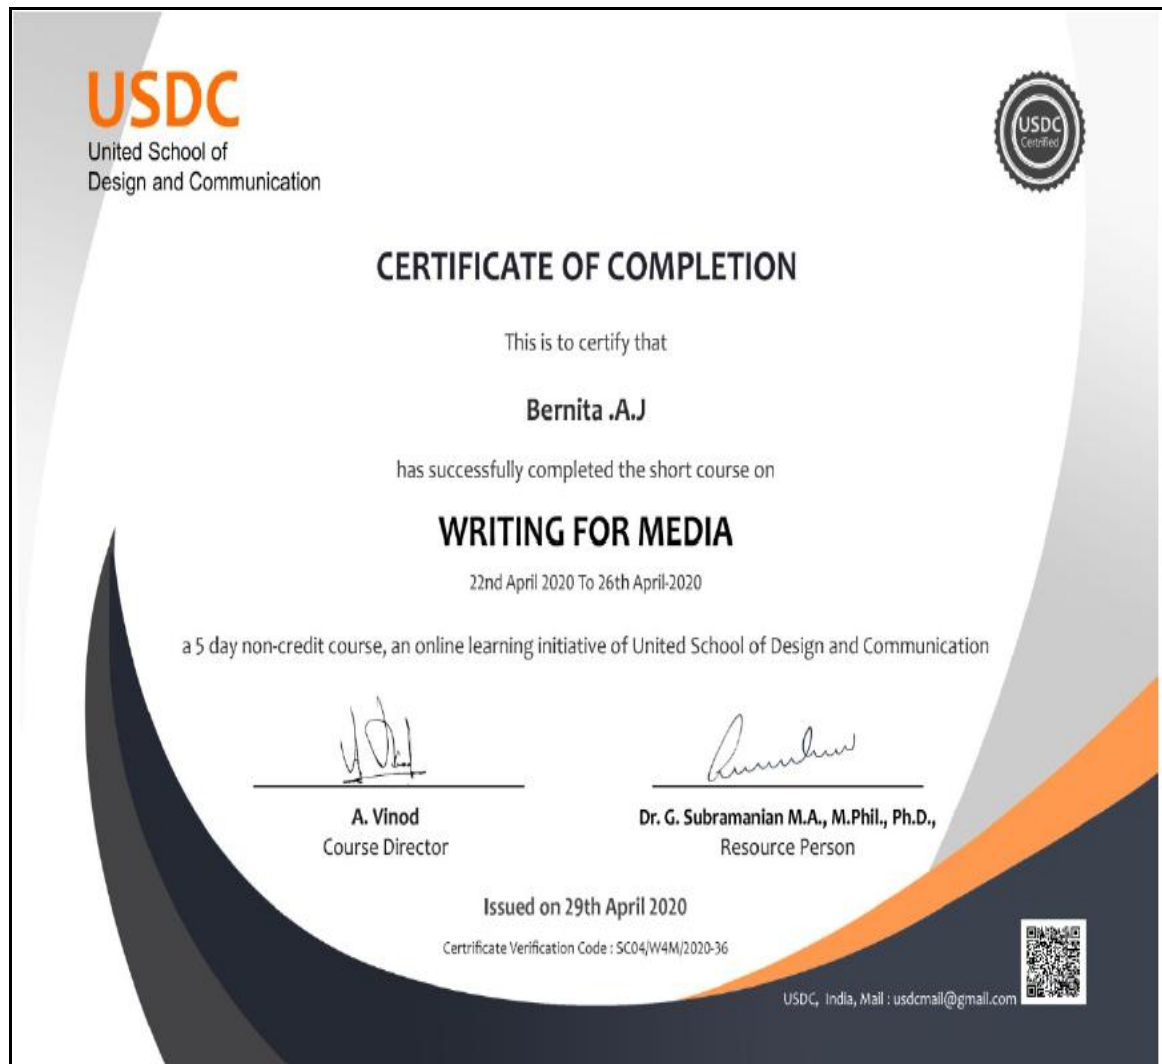 USDC
United School of
Design and Communication
USDC
Certrified
CERTIFICATE OF COMPLETION
This is to certify that
Bernita .A.J
has successfully completed the short course on
WRITING FOR MEDIA
22nd April 2020 To 26th April-2020
a 5 day non-credit course, an online learning initiative of United School of Design and Communication
A. Vinod
Course Director
Dr. G. Subramanian M.A., M.Phil., Ph.D.,
Resource Person
Issued on 29th April 2020
Certrificate Verification Code : SC04/W4M/2020-36
USDC, India, Mail : usdcmail@gmail.com